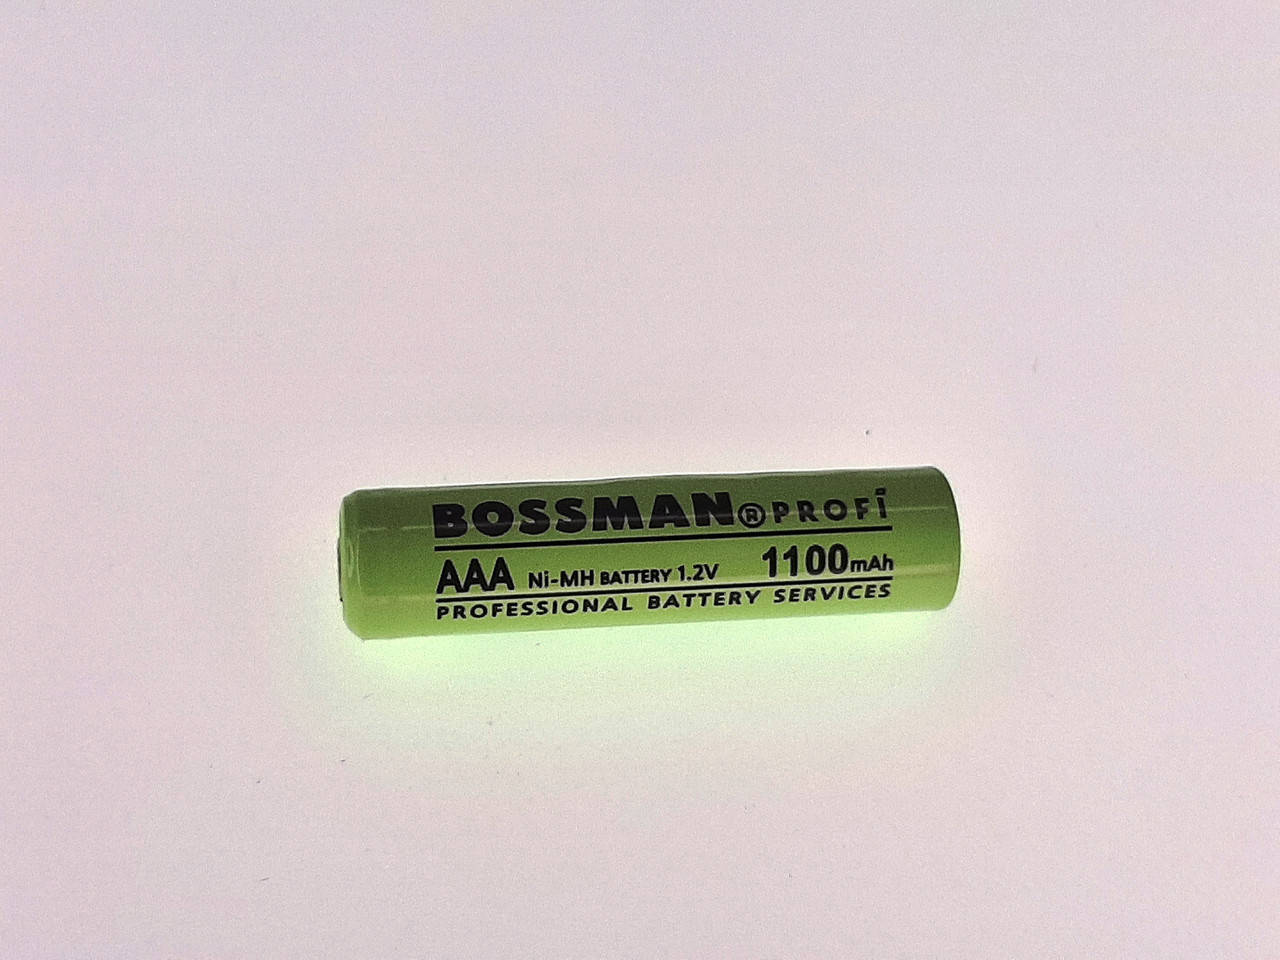 BOSSMAN® PROFi
AAA Ni-MH BATTERY 1.2V 1100mAh
PROFESSIONAL BATTERY SERVICES